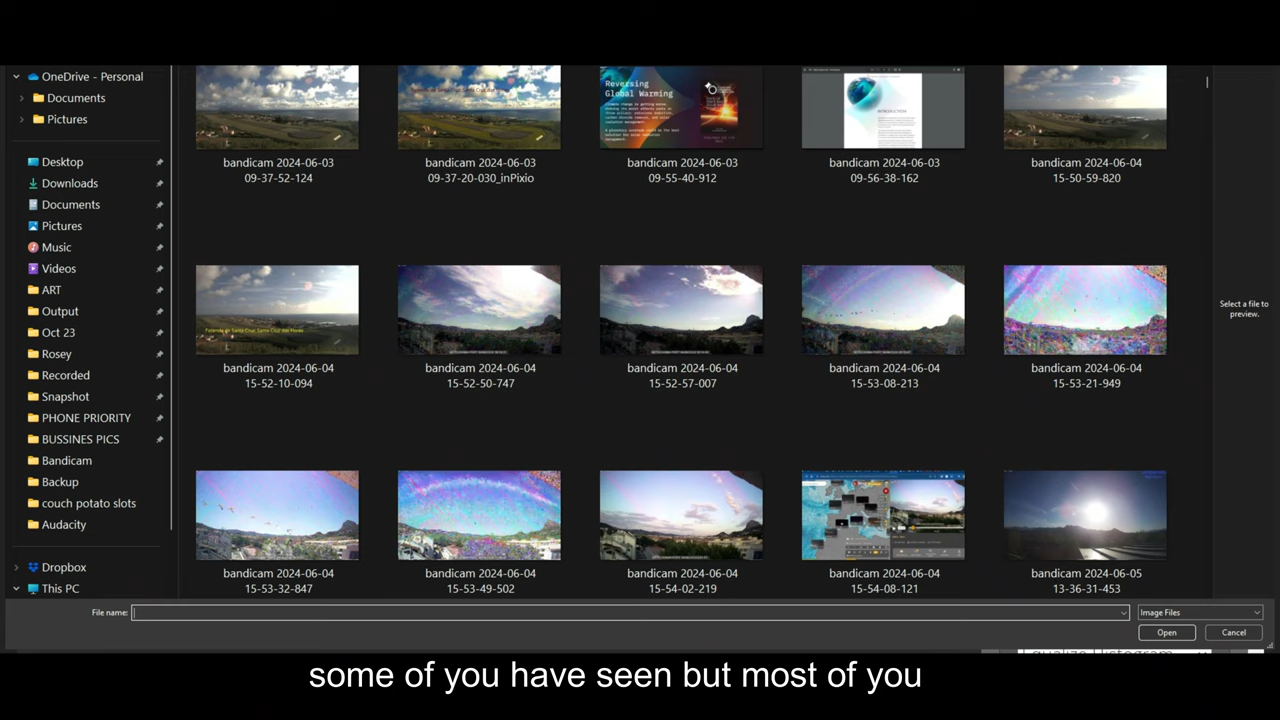 OneDrive - Personal
Documents
Pictures
Desktop
Downloads
Documents
Pictures
Music
Videos
ART
Output
Oct 23
Rosey
Recorded
Snapshot
PHONE PRIORITY
BUSSINES PICS
Bandicam
Backup
couch potato slots
Audacity
Dropbox
This PC
Reversing
Global Warming
INTRODUCTION
bandicam 2024-06-03
09-37-52-124
bandicam 2024-06-03
09-37-20-030_inPixio
bandicam 2024-06-03
09-55-40-912
bandicam 2024-06-03
09-56-38-162
bandicam 2024-06-04
15-50-59-820
bandicam 2024-06-04
15-52-10-094
bandicam 2024-06-04
15-52-50-747
bandicam 2024-06-04
15-52-57-007
bandicam 2024-06-04
15-53-08-213
bandicam 2024-06-04
15-53-21-949
bandicam 2024-06-04
15-53-32-847
bandicam 2024-06-04
15-53-49-502
bandicam 2024-06-04
15-54-02-219
bandicam 2024-06-04
15-54-08-121
bandicam 2024-06-05
13-36-31-453
Select a file to
preview.
File name:
Image Files
Open
Cancel
some of you have seen but most of you